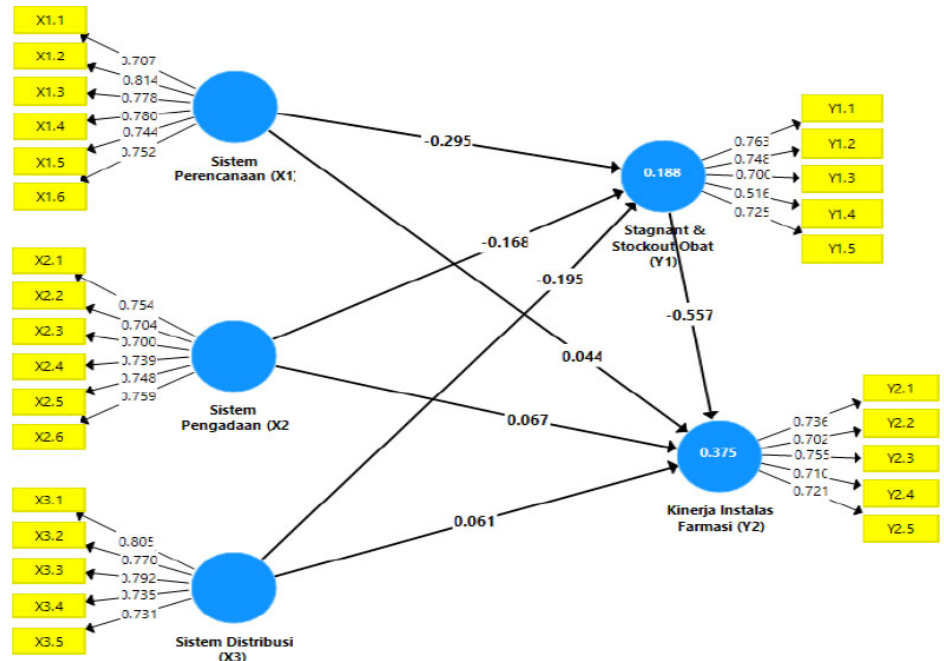 X1.1
X1.2
X1.3
X1.4
X1.5
X1.6
0.707
0.814
0.778
0.780
0.744
0.752
Sistem
Perencanaan (X1)
X2.1
X2.2
X2.3
X2.4
X2.5
X2.6
0.754
0.704
0.700
0.739
0.748
0.759
Sistem
Pengadaan (X2
X3.1
X3.2
X3.3
X3.4
X3.5
0.805
0.770
0.792
0.735
0.731
Sistem Distribusi
(X3)
-0.295
-0.168
-0.195
0.044
0.067
0.061
-0.557
0.188
Stagnant &
Stockout Obat
(Y1)
0.763
0.748
0.700
0.516
0.725
Y1.1
Y1.2
Y1.3
Y1.4
Y1.5
0.375
Kinerja Instalas
Farmasi (Y2)
0.736
0.702
0.755
0.710
0.721
Y2.1
Y2.2
Y2.3
Y2.4
Y2.5